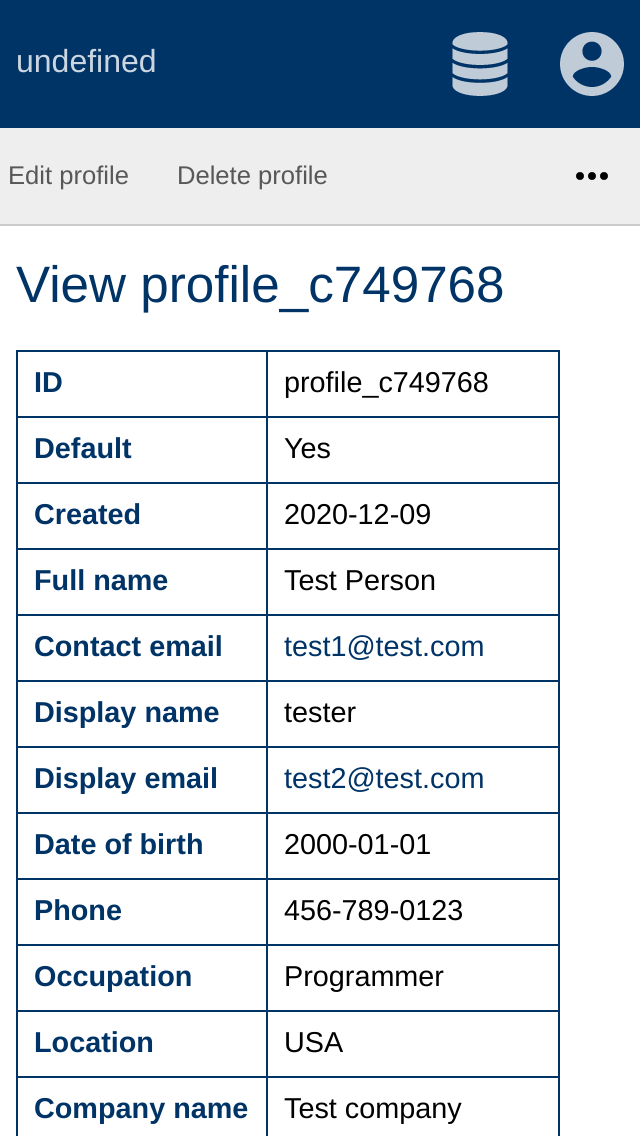 undefined
Edit profile Delete profile
View profile_c749768
ID profile_c749768
Default Yes
Created 2020-12-09
Full name Test Person
Contact email test1@test.com
Display name tester
Display email test2@test.com
Date of birth 2000-01-01
Phone 456-789-0123
Occupation Programmer
Location USA
Company name Test company